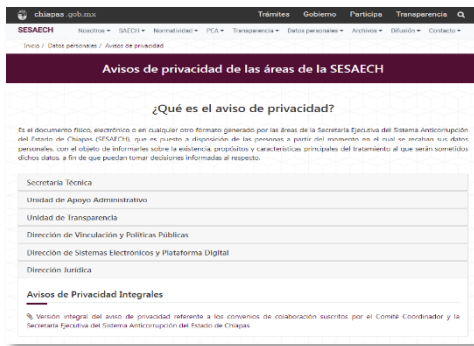 chiapas.gob.mx Trámites Gobierno Participa Transparencia
SESAECH Nosotros SAECH Normatividad PEA Transparencia Datos personales Archivos Difusión Contacto
Inicio / Datos personales / Avisos de privacidad
Avisos de privacidad de las áreas de la SESAECH
¿Qué es el aviso de privacidad?
Es el documento físico, electrónico o en cualquier otro formato generado por las áreas de la Secretaría Ejecutiva del Sistema Anticorrupción
del Estado de Chiapas (SESAECH), que es puesto a disposición de las personas a partir del momento en el cual se recaban sus datos
personales, con el objeto de informarles sobre la existencia, propósitos y características principales del tratamiento al que serán sometidos
dichos datos, a fin de que puedan tomar decisiones informadas al respecto.
Secretaría Técnica
Unidad de Apoyo Administrativo
Unidad de Transparencia
Dirección de Vinculación y Políticas Públicas
Dirección de Sistemas Electrónicos y Plataforma Digital
Dirección Jurídica
Avisos de Privacidad Integrales
Versión integral del aviso de privacidad referente a los convenios de colaboración suscritos por el Comité Coordinador y la
Secretaría Ejecutiva del Sistema Anticorrupción del Estado de Chiapas